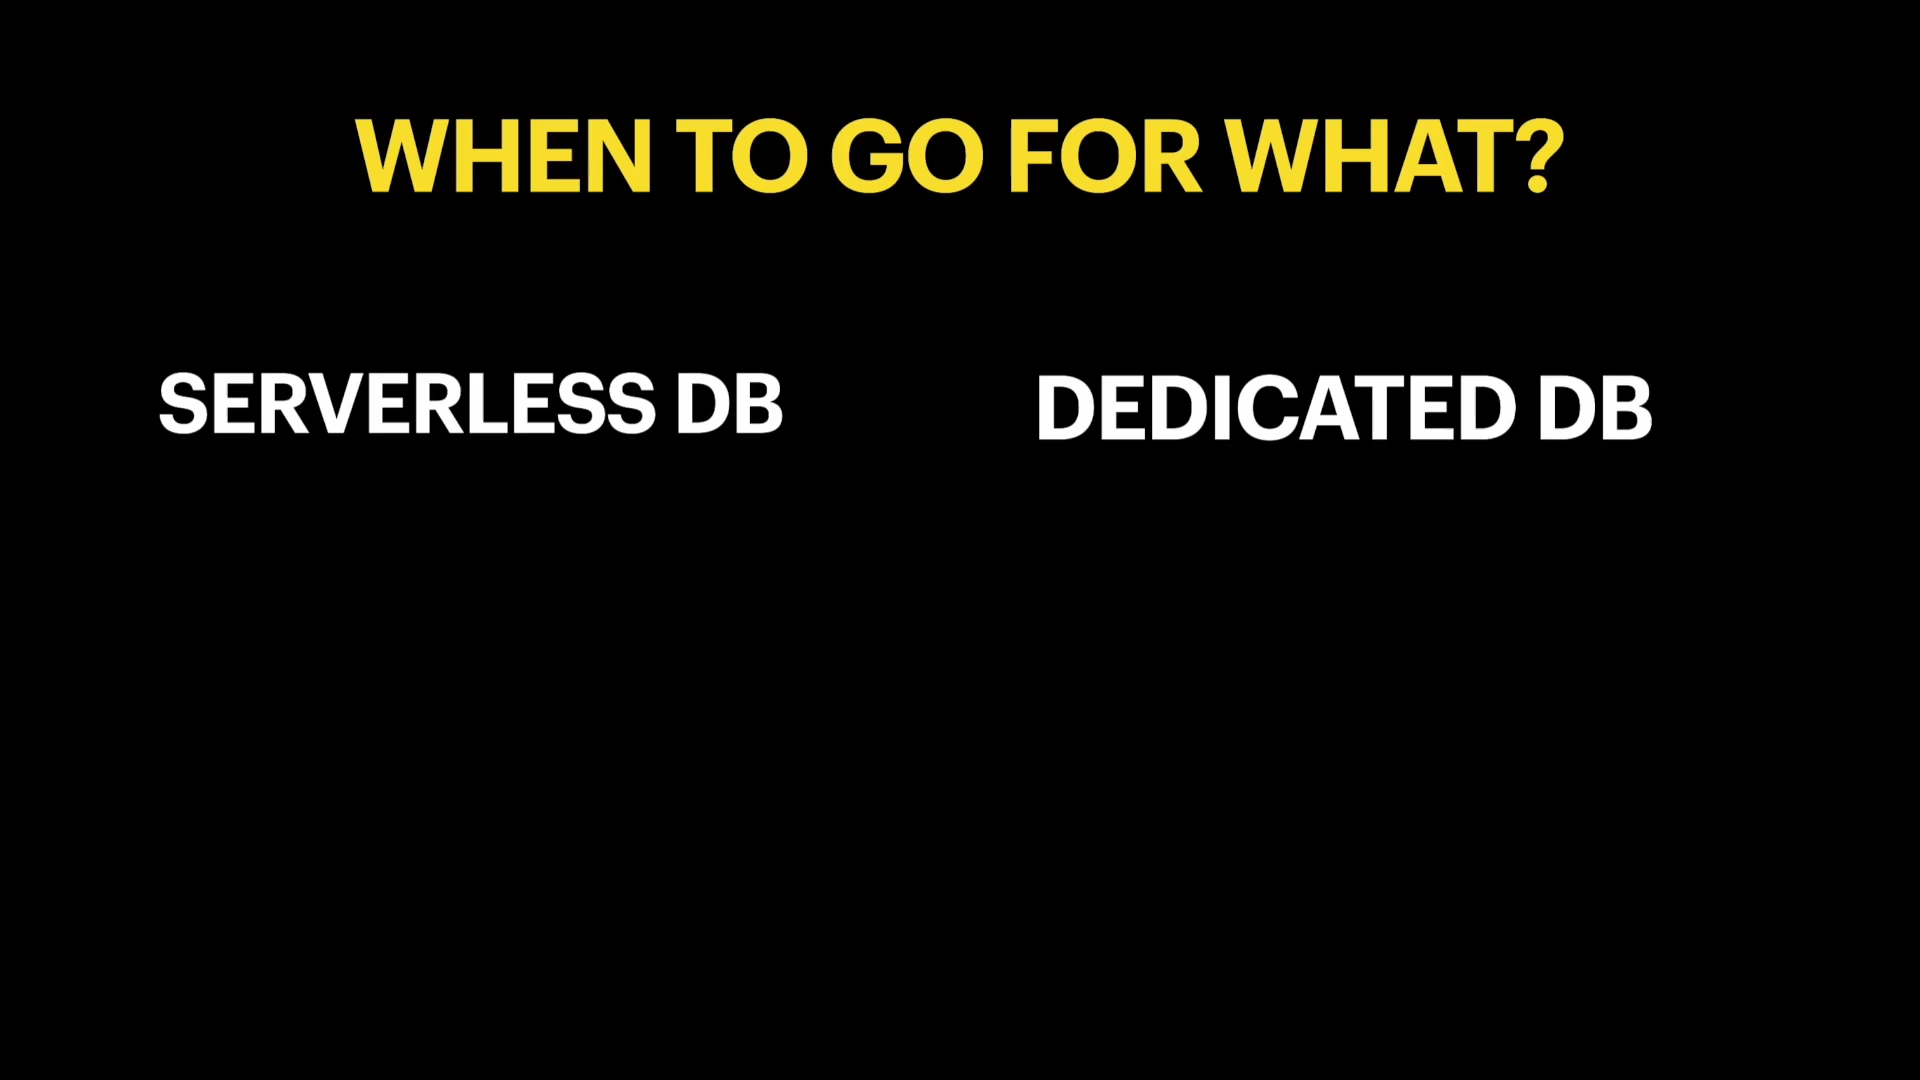 WHEN TO GO FOR WHAT?
SERVERLESS DB
DEDICATED DB